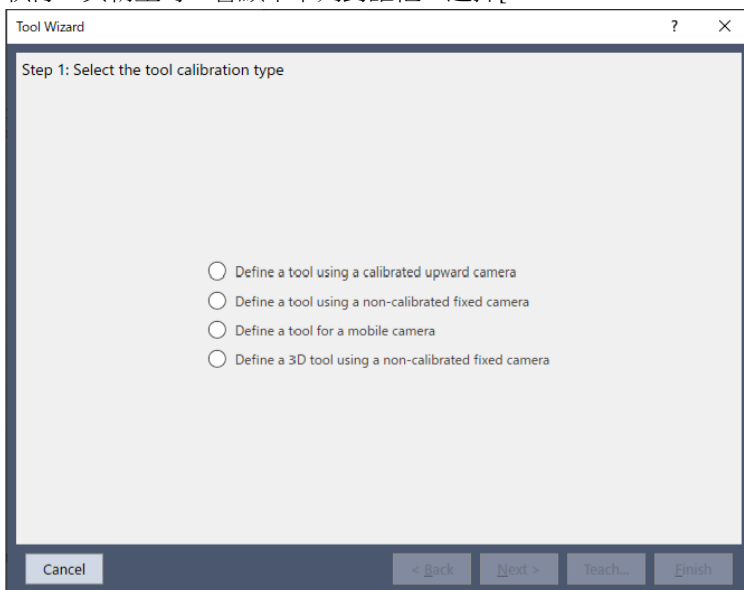 Tool Wizard ? ✕
Step 1: Select the tool calibration type
Define a tool using a calibrated upward camera
Define a tool using a non-calibrated fixed camera
Define a tool for a mobile camera
Define a 3D tool using a non-calibrated fixed camera
Cancel < Back Next > Teach... Finish